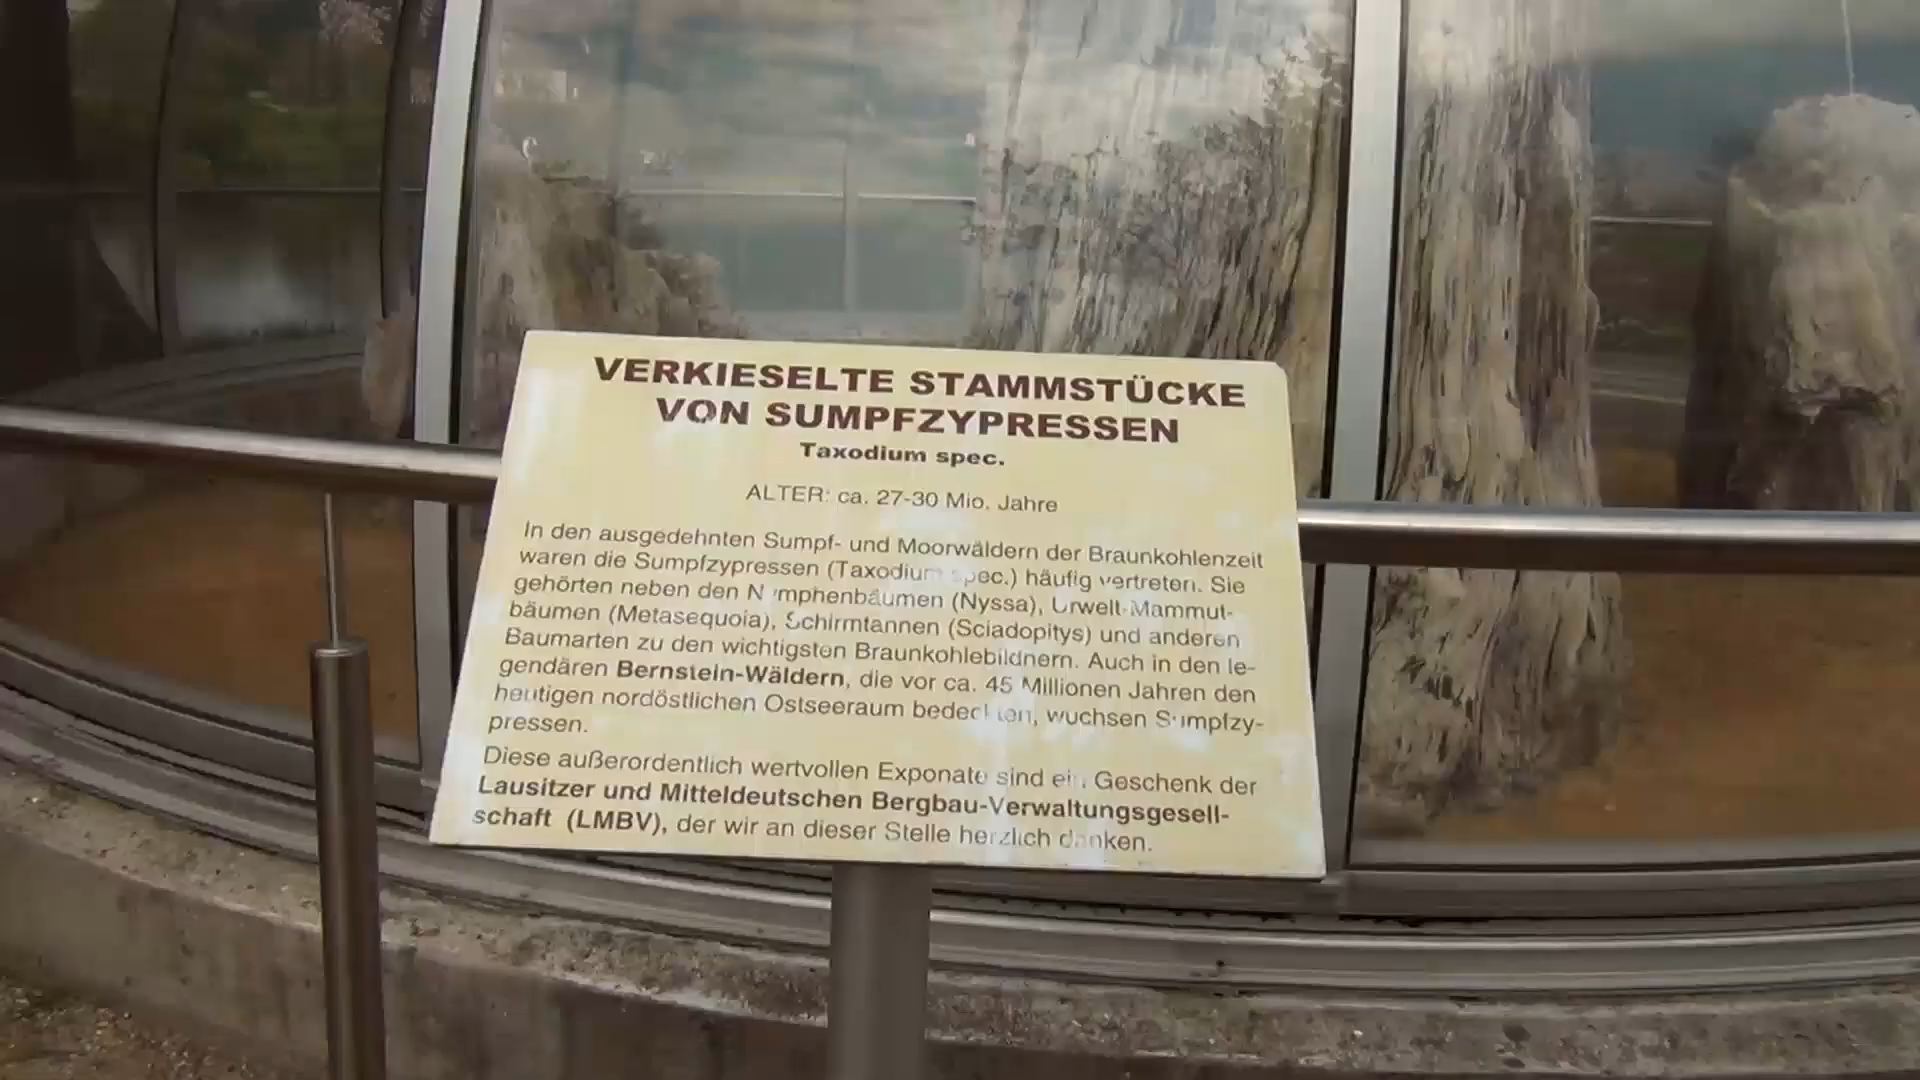 VERKIESELTE STAMMSTÜCKE
VON SUMPFZYPRESSEN
Taxodium spec.
ALTER: ca. 27-30 Mio. Jahre
In den ausgedehnten Sumpf- und Moorwäldern der Braunkohlenzeit
waren die Sumpfzypressen (Taxodium spec.) häufig vertreten. Sie
gehörten neben den Nymphenbäumen (Nyssa), Urwelt-Mammut-
bäumen (Metasequoia), Schirmtannen (Sciadopitys) und anderen
Baumarten zu den wichtigsten Braunkohlebildnern. Auch in den le-
gendären Bernstein-Wäldern, die vor ca. 45 Millionen Jahren den
heutigen nordöstlichen Ostseeraum bedeckten, wuchsen Sumpfzy-
pressen.
Diese außerordentlich wertvollen Exponate sind ein Geschenk der
Lausitzer und Mitteldeutschen Bergbau-Verwaltungsgesell-
schaft (LMBV), der wir an dieser Stelle herzlich danken.